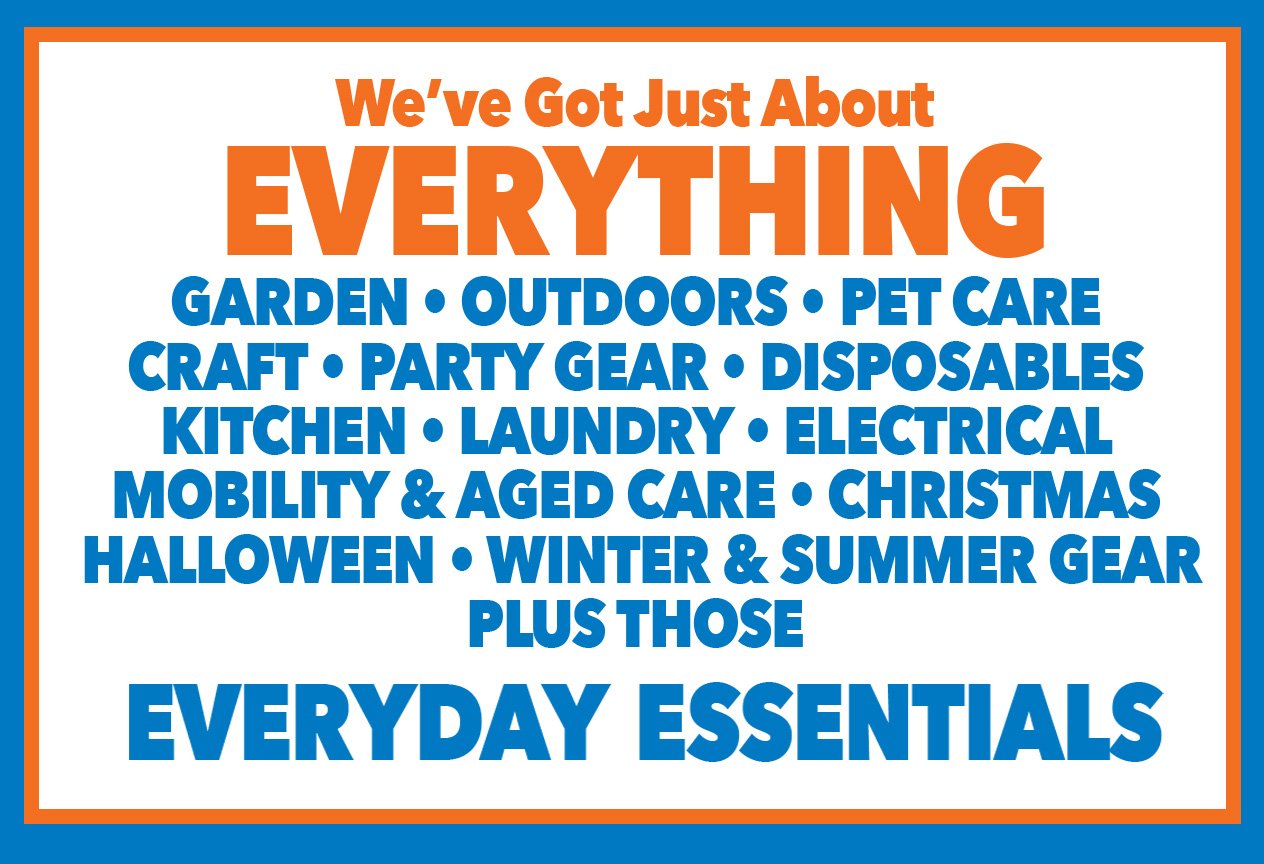 We've Got Just About
EVERYTHING
GARDEN • OUTDOORS • PET CARE
CRAFT • PARTY GEAR • DISPOSABLES
KITCHEN • LAUNDRY • ELECTRICAL
MOBILITY & AGED CARE • CHRISTMAS
HALLOWEEN • WINTER & SUMMER GEAR
PLUS THOSE
EVERYDAY ESSENTIALS